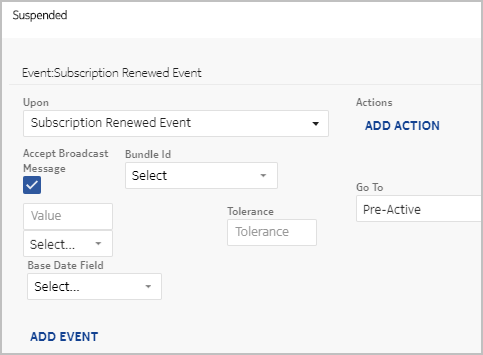 Suspended
Event:Subscription Renewed Event
Upon
Actions
Subscription Renewed Event
ADD ACTION
Accept Broadcast
Message
Bundle Id
Select
Go To
Pre-Active
Value
Tolerance
Tolerance
Select...
Base Date Field
Select...
ADD EVENT